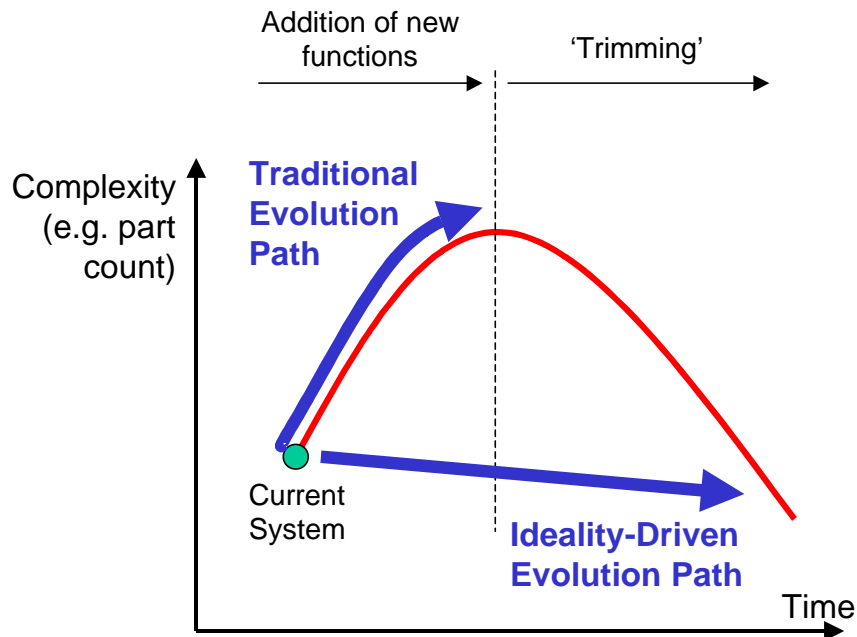 Addition of new
functions
‘Trimming’
Complexity
(e.g. part
count)
Traditional
Evolution
Path
Current
System
Ideality-Driven
Evolution Path
Time